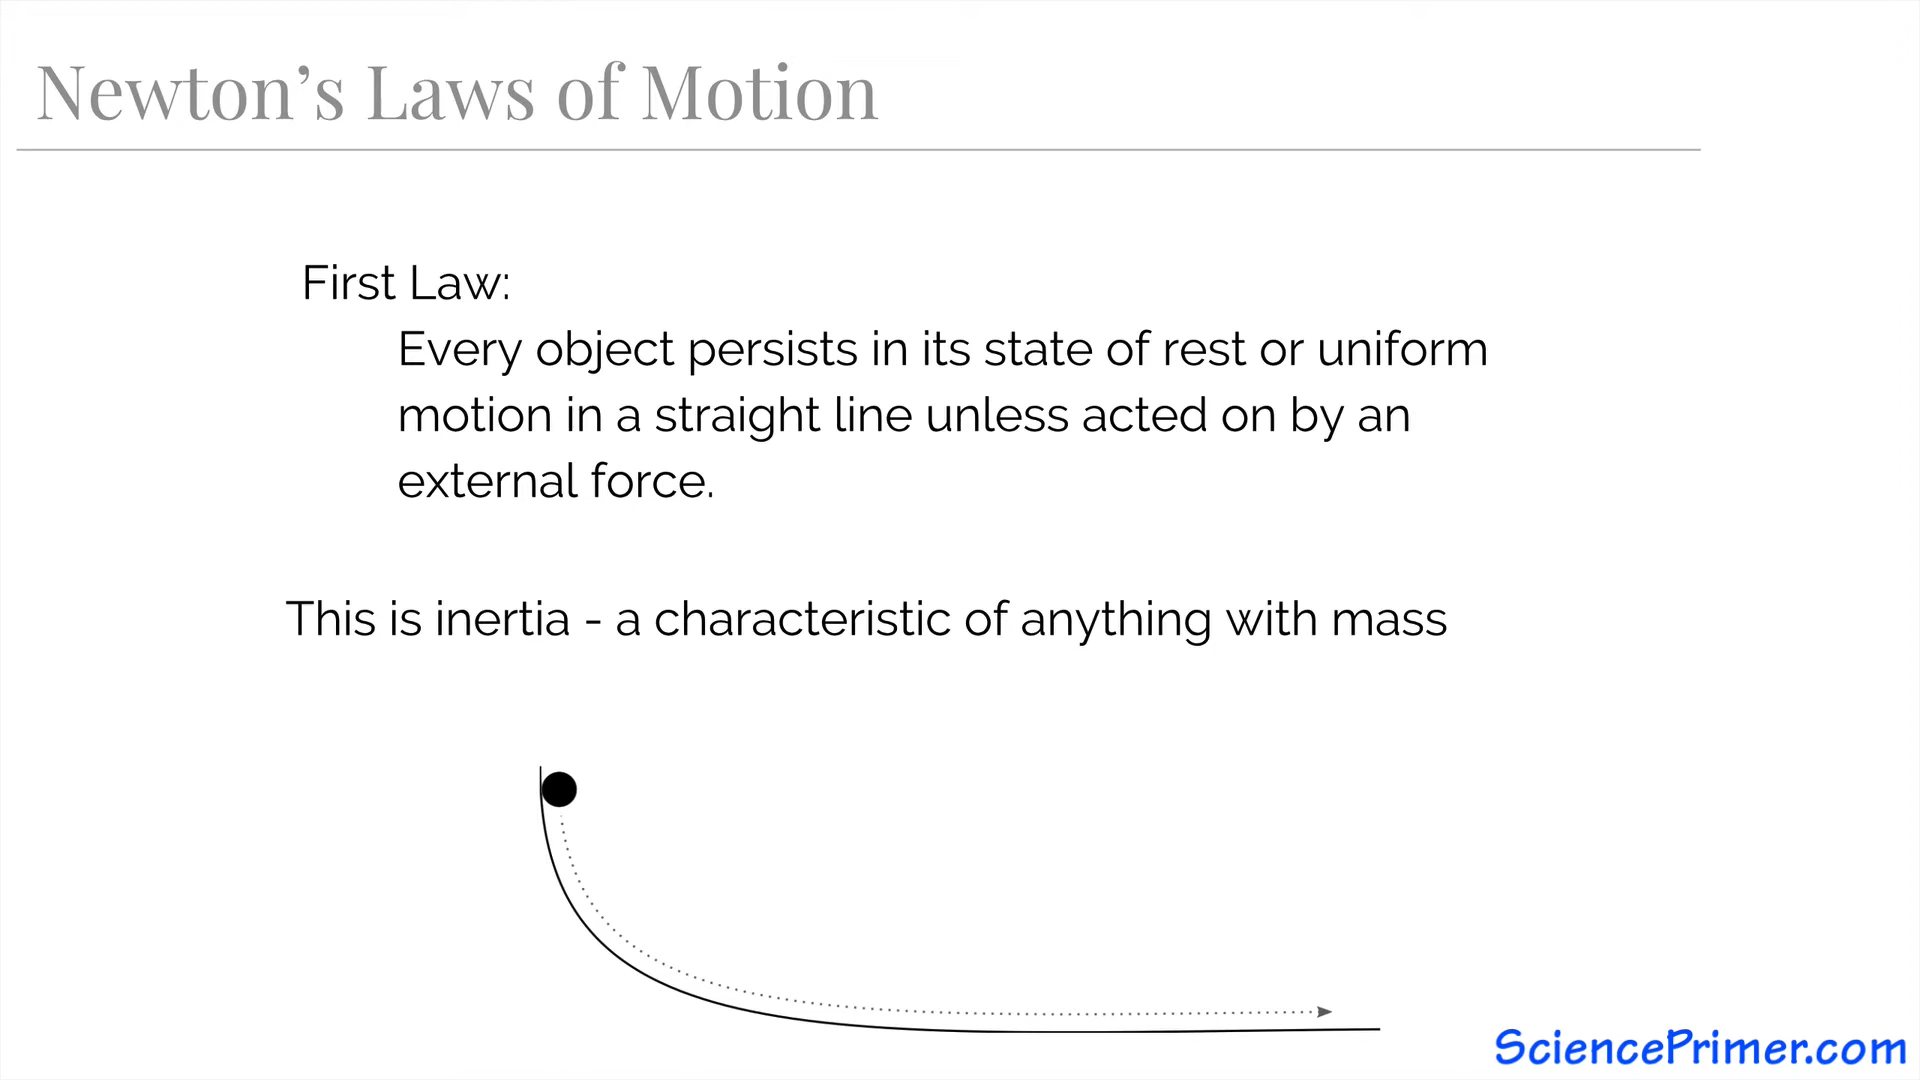 Newton’s Laws of Motion
First Law:
Every object persists in its state of rest or uniform
motion in a straight line unless acted on by an
external force.
This is inertia - a characteristic of anything with mass
SciencePrimer.com